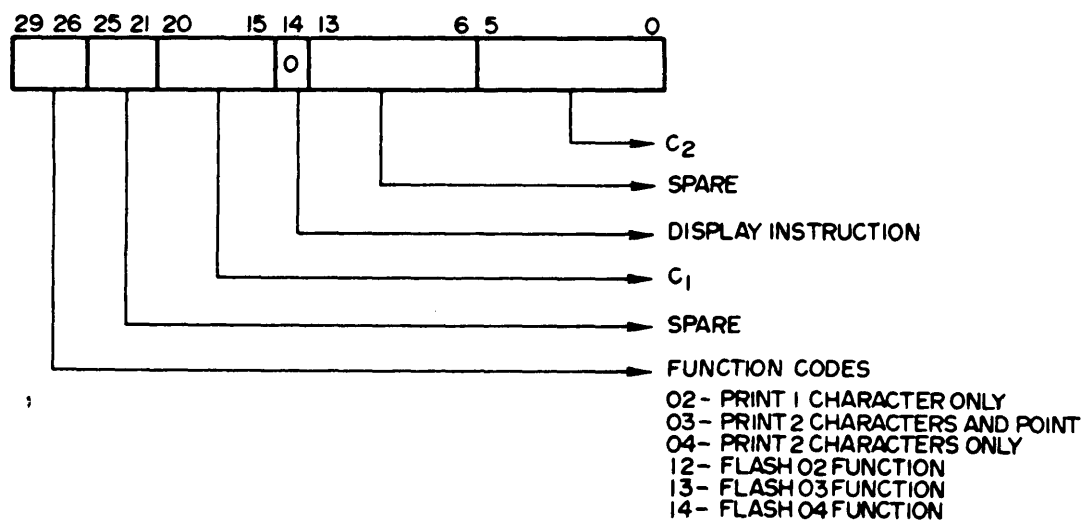 29 26 25 21 20 15 14 13 6 5 0
0
C2
SPARE
DISPLAY INSTRUCTION
C1
SPARE
FUNCTION CODES
02- PRINT 1 CHARACTER ONLY
03- PRINT 2 CHARACTERS AND POINT
04- PRINT 2 CHARACTERS ONLY
12- FLASH 02 FUNCTION
13- FLASH 03 FUNCTION
14- FLASH 04 FUNCTION